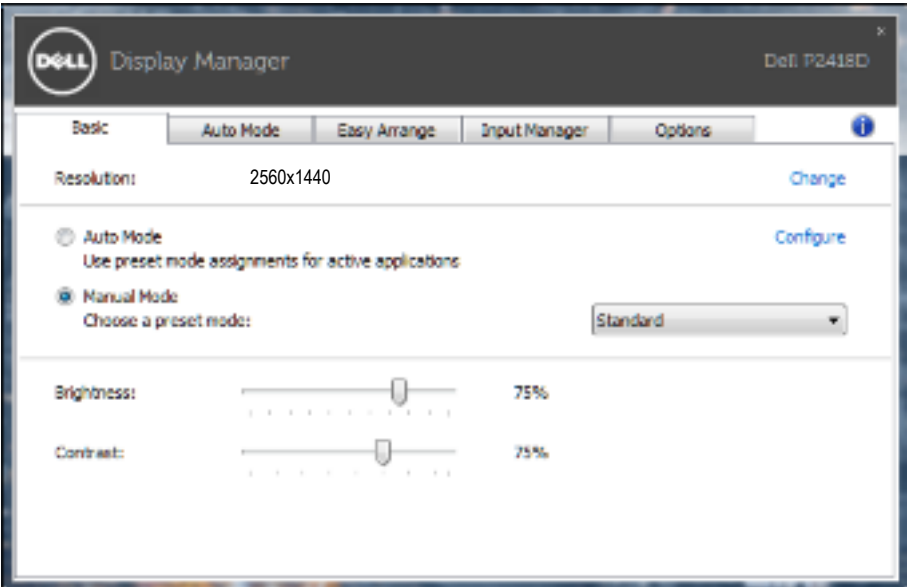 DELL Display Manager
Dell P2418D
Basic Auto Mode Easy Arrange Input Manager Options
Resolution: 2560x1440 Change
Auto Mode Configure
Use preset mode assignments for active applications
Manual Mode
Choose a preset mode: Standard
Brightness: 75%
Contrast: 75%